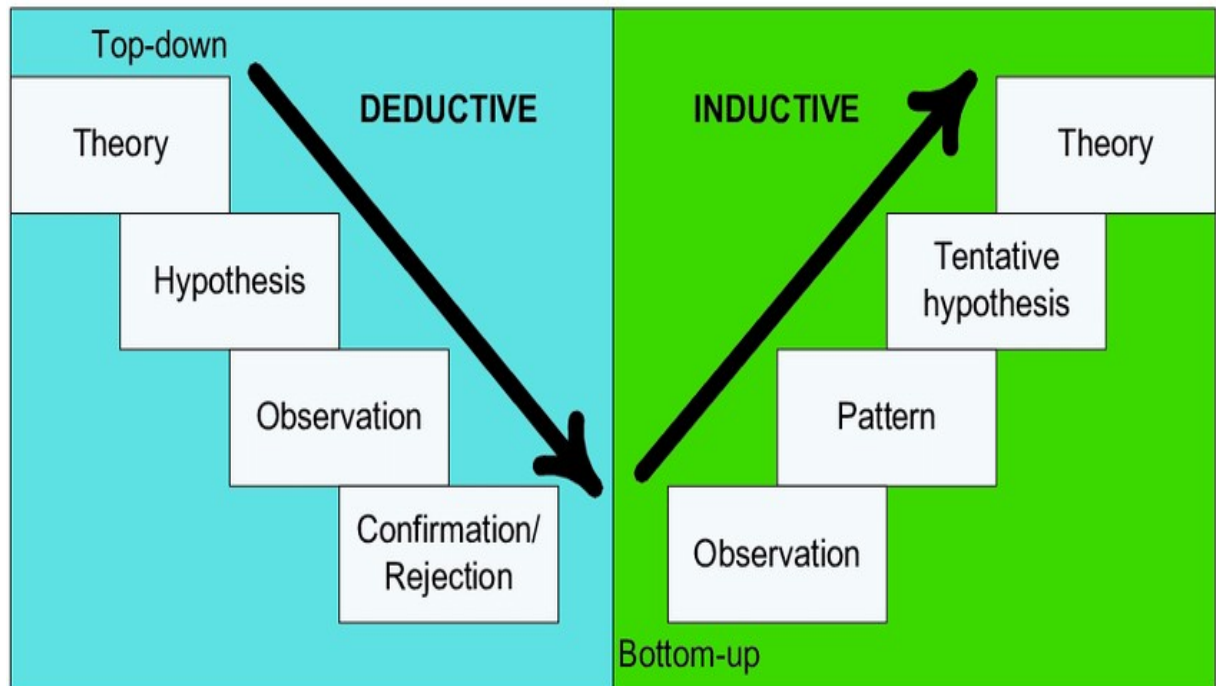 Top-down
DEDUCTIVE
Theory
Hypothesis
Observation
Confirmation/
Rejection
INDUCTIVE
Theory
Tentative
hypothesis
Pattern
Observation
Bottom-up